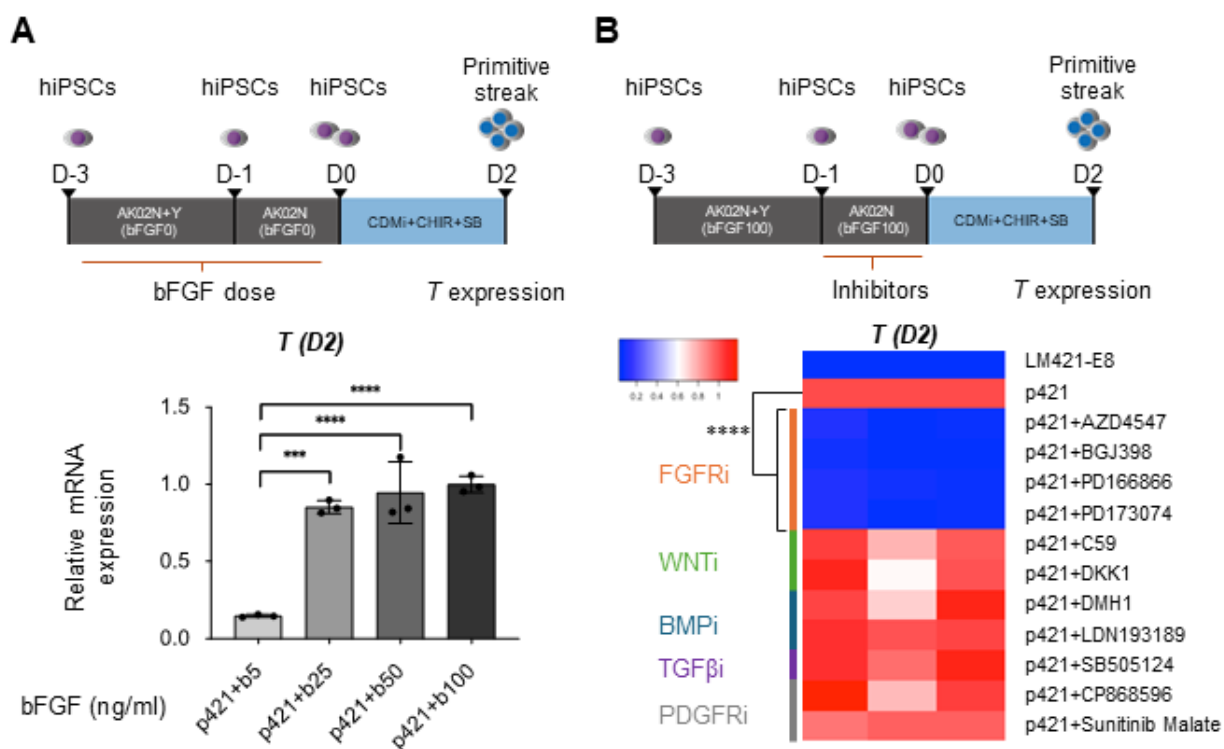 A
hiPSCs
hiPSCs
hiPSCs
Primitive
streak
D-3
D-1
D0
D2
AK02N+Y
(bFGF0)
AK02N
(bFGF0)
CDMi+CHIR+SB
bFGF dose
T expression
T (D2)
Relative mRNA
expression
1.5
1.0
0.5
0.0
***
****
****
bFGF (ng/ml)
p421+b5
p421+b25
p421+b50
p421+b100
B
hiPSCs
hiPSCs
hiPSCs
Primitive
streak
D-3
D-1
D0
D2
AK02N+Y
(bFGF100)
AK02N
(bFGF100)
CDMi+CHIR+SB
Inhibitors
T expression
T (D2)
0.2 0.4 0.6 0.8 1
****
FGFRi
WNTi
BMPi
TGFβi
PDGFRi
LM421-E8
p421
p421+AZD4547
p421+BGJ398
p421+PD166866
p421+PD173074
p421+C59
p421+DKK1
p421+DMH1
p421+LDN193189
p421+SB505124
p421+CP868596
p421+Sunitinib Malate